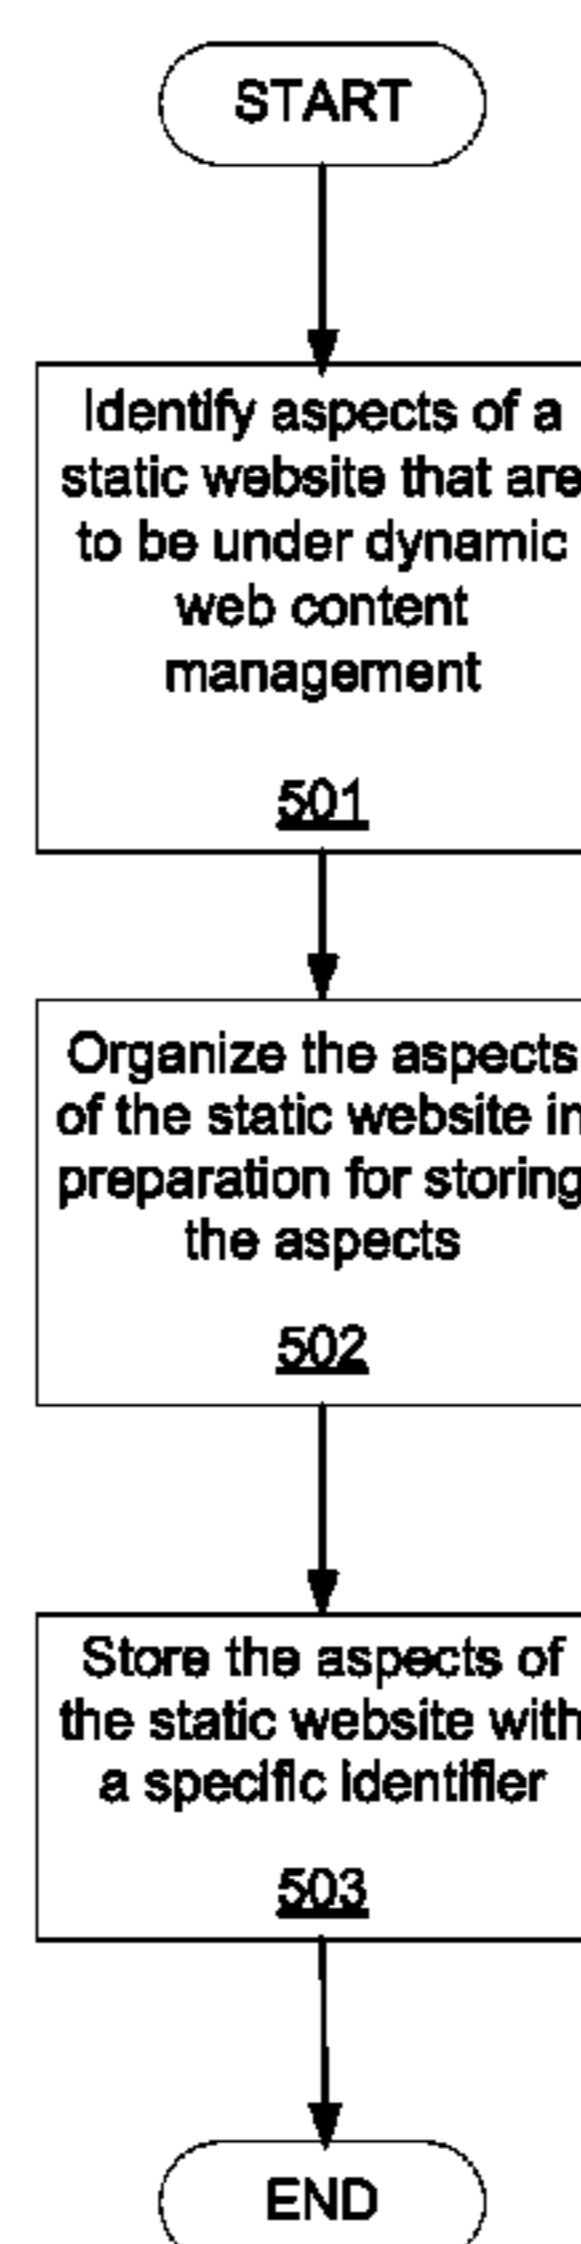 START
Identify aspects of a
static website that are
to be under dynamic
web content
management
501
Organize the aspects
of the static website in
preparation for storing
the aspects
502
Store the aspects of
the static website with
a specific identifier
503
END